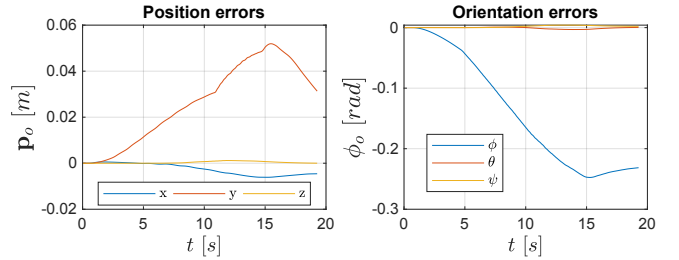 Position errors
0.06
0.04
0.02
0
-0.02
0 5 10 15 20
p_o [m]
t [s]
x y z
Orientation errors
0
-0.1
-0.2
-0.3
0 5 10 15 20
ϕ_o [rad]
t [s]
ϕ
θ
ψ